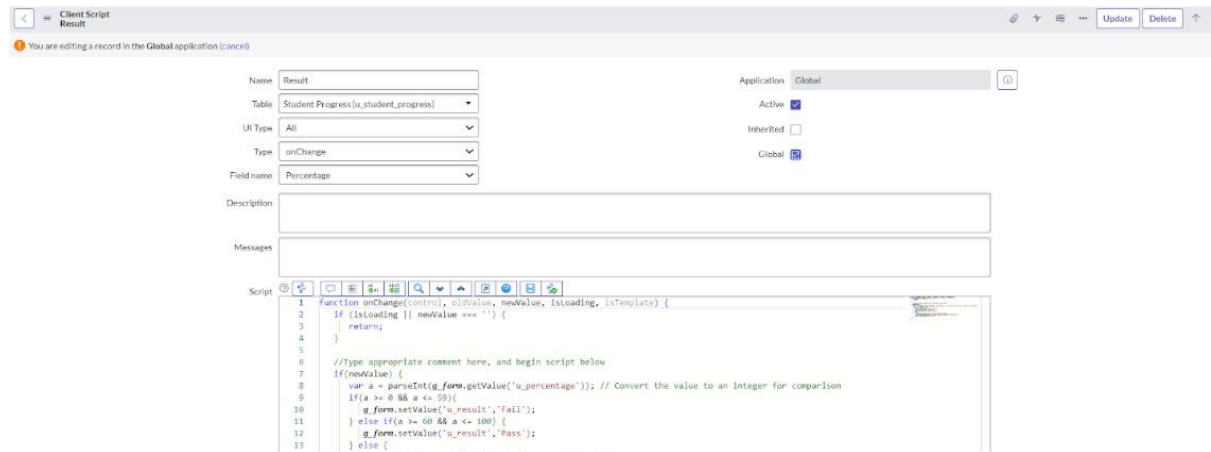 Client Script
Result
Update Delete
You are editing a record in the Global application (cancel)
Name Result
Application Global
Table Student Progress [u_student_progress]
Active
UI Type All
Inherited
Type onChange
Global
Field name Percentage
Description
Messages
Script
1 function onChange(control, oldValue, newValue, isLoading, isTemplate) {
2 if (isLoading || newValue === '') {
3 return;
4 }
5
6 //Type appropriate comment here, and begin script below
7 if(newValue) {
8 var a = parseInt(g_form.getValue('u_percentage')); // Convert the value to an integer for comparison
9 if(a >= 0 && a <= 59){
10 g_form.setValue('u_result','Fail');
11 } else if(a >= 60 && a <= 100) {
12 g_form.setValue('u_result','Pass');
13 } else {